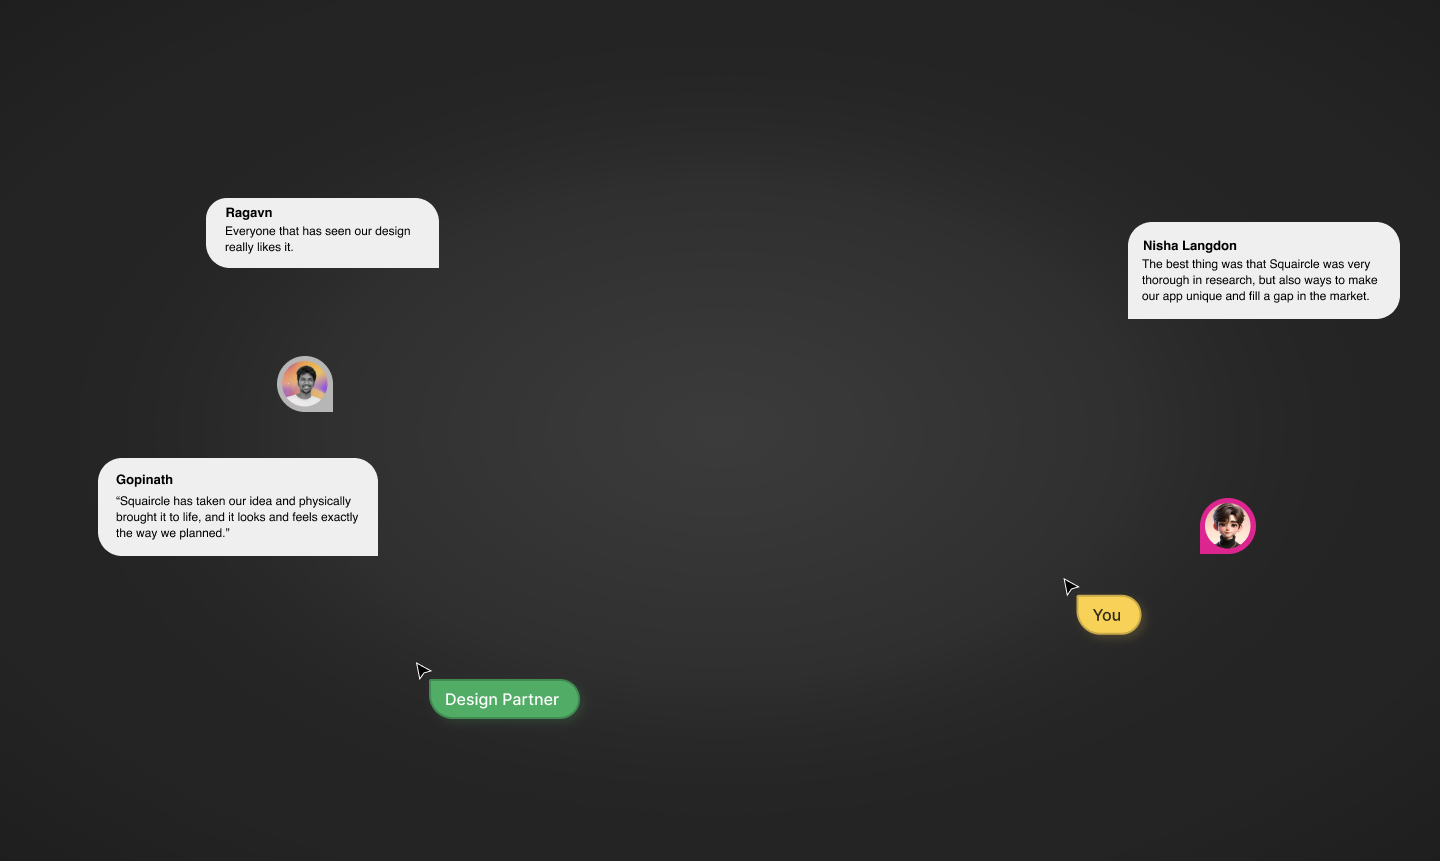 Ragavn
Everyone that has seen our design
really likes it.
Nisha Langdon
The best thing was that Squaircle was very
thorough in research, but also ways to make
our app unique and fill a gap in the market.
Gopinath
“Squaircle has taken our idea and physically
brought it to life, and it looks and feels exactly
the way we planned.”
You
Design Partner